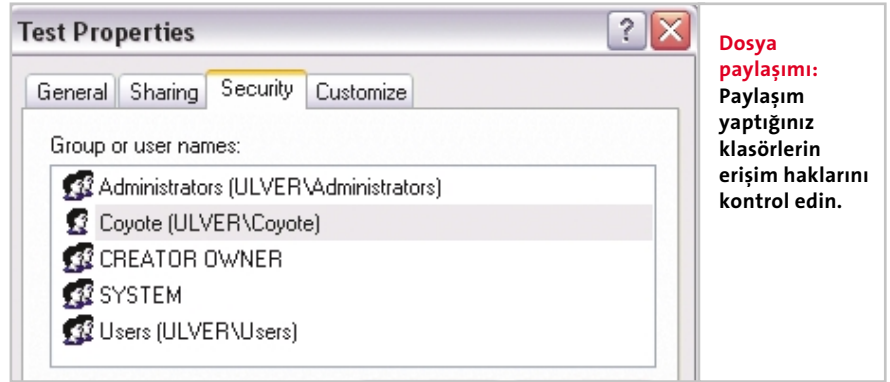 Test Properties
General Sharing Security Customize
Group or user names:
Administrators (ULVER\Administrators)
Coyote (ULVER\Coyote)
CREATOR OWNER
SYSTEM
Users (ULVER\Users)
Dosya
paylaşımı:
Paylaşım
yaptığınız
klasörlerin
erişim haklarını
kontrol edin.